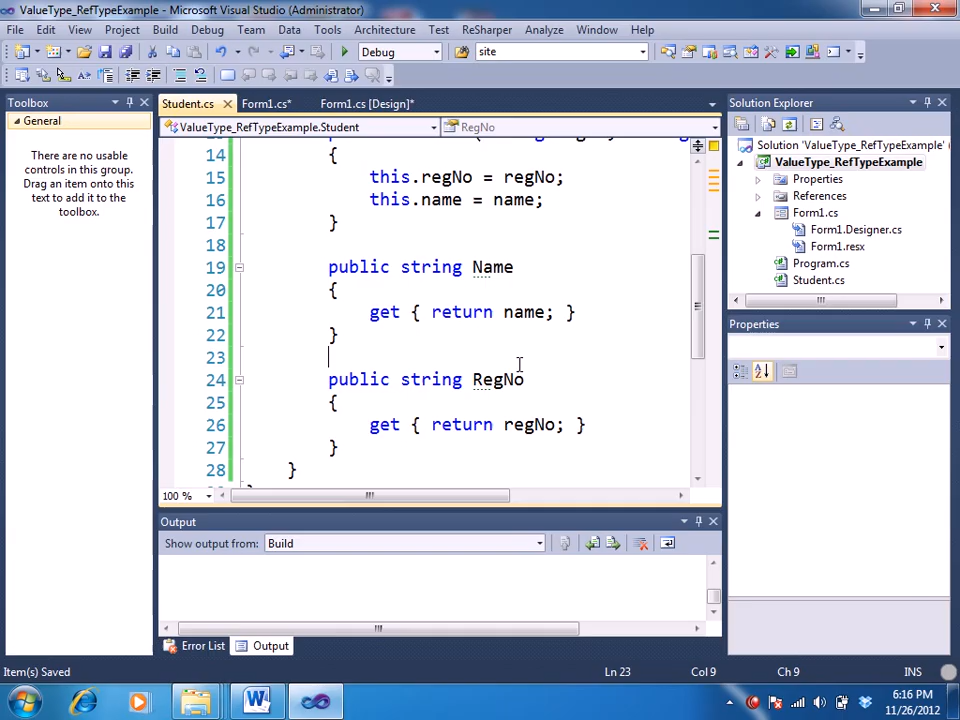 ValueType_RefTypeExample - Microsoft Visual Studio (Administrator)
File Edit View Project Build Debug Team Data Tools Architecture Test ReSharper Analyze Window Help
Debug site
Toolbox
General
There are no usable
controls in this group.
Drag an item onto this
text to add it to the
toolbox.
Student.cs Form1.cs* Form1.cs [Design]*
ValueType_RefTypeExample.Student RegNo
14 {
15 this.regNo = regNo;
16 this.name = name;
17 }
18
19 public string Name
20 {
21 get { return name; }
22 }
23
24 public string RegNo
25 {
26 get { return regNo; }
27 }
28 }
100 %
Output
Show output from: Build
Error List Output
Solution Explorer
Solution 'ValueType_RefTypeExample'
ValueType_RefTypeExample
Properties
References
Form1.cs
Form1.Designer.cs
Form1.resx
Program.cs
Student.cs
Properties
Item(s) Saved Ln 23 Col 9 Ch 9 INS
6:16 PM
11/26/2012